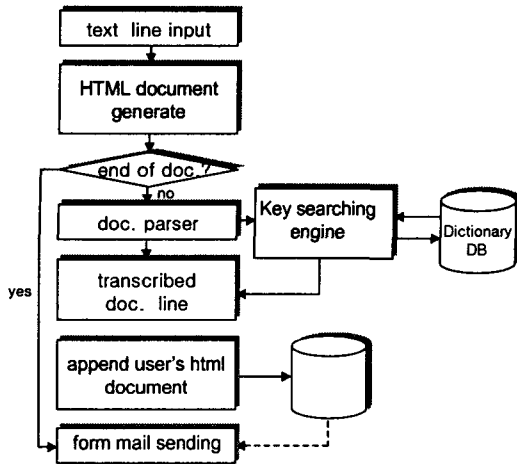 text line input
HTML document
generate
end of doc.?
no
doc. parser
Key searching
engine
Dictionary
DB
transcribed
doc. line
yes
append user's html
document
form mail sending